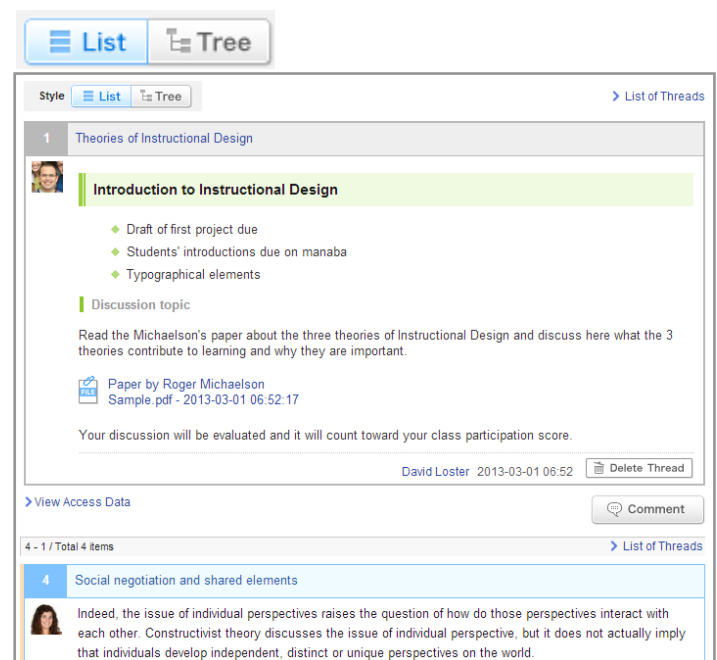 List Tree
Style List Tree
List of Threads
1 Theories of Instructional Design
Introduction to Instructional Design
Draft of first project due
Students' introductions due on manaba
Typographical elements
Discussion topic
Read the Michaelson's paper about the three theories of Instructional Design and discuss here what the 3
theories contribute to learning and why they are important.
FILE
Paper by Roger Michaelson
Sample.pdf - 2013-03-01 06:52:17
Your discussion will be evaluated and it will count toward your class participation score.
David Loster 2013-03-01 06:52 Delete Thread
View Access Data
Comment
4 - 1 / Total 4 items
List of Threads
4 Social negotiation and shared elements
Indeed, the issue of individual perspectives raises the question of how do those perspectives interact with
each other. Constructivist theory discusses the issue of individual perspective, but it does not actually imply
that individuals develop independent, distinct or unique perspectives on the world.